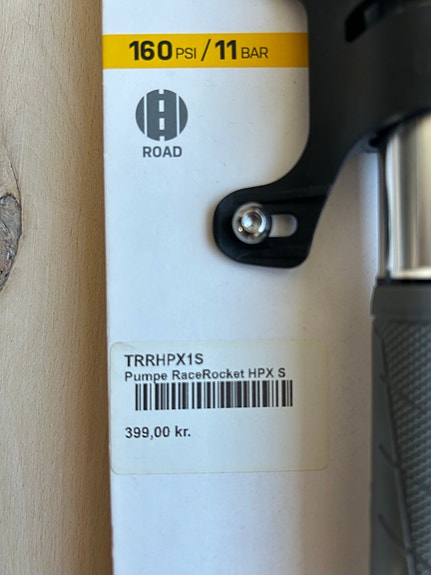 160 PSI / 11 BAR
ROAD
TRRHPX1S
Pumpe RaceRocket HPX S
399,00 kr.